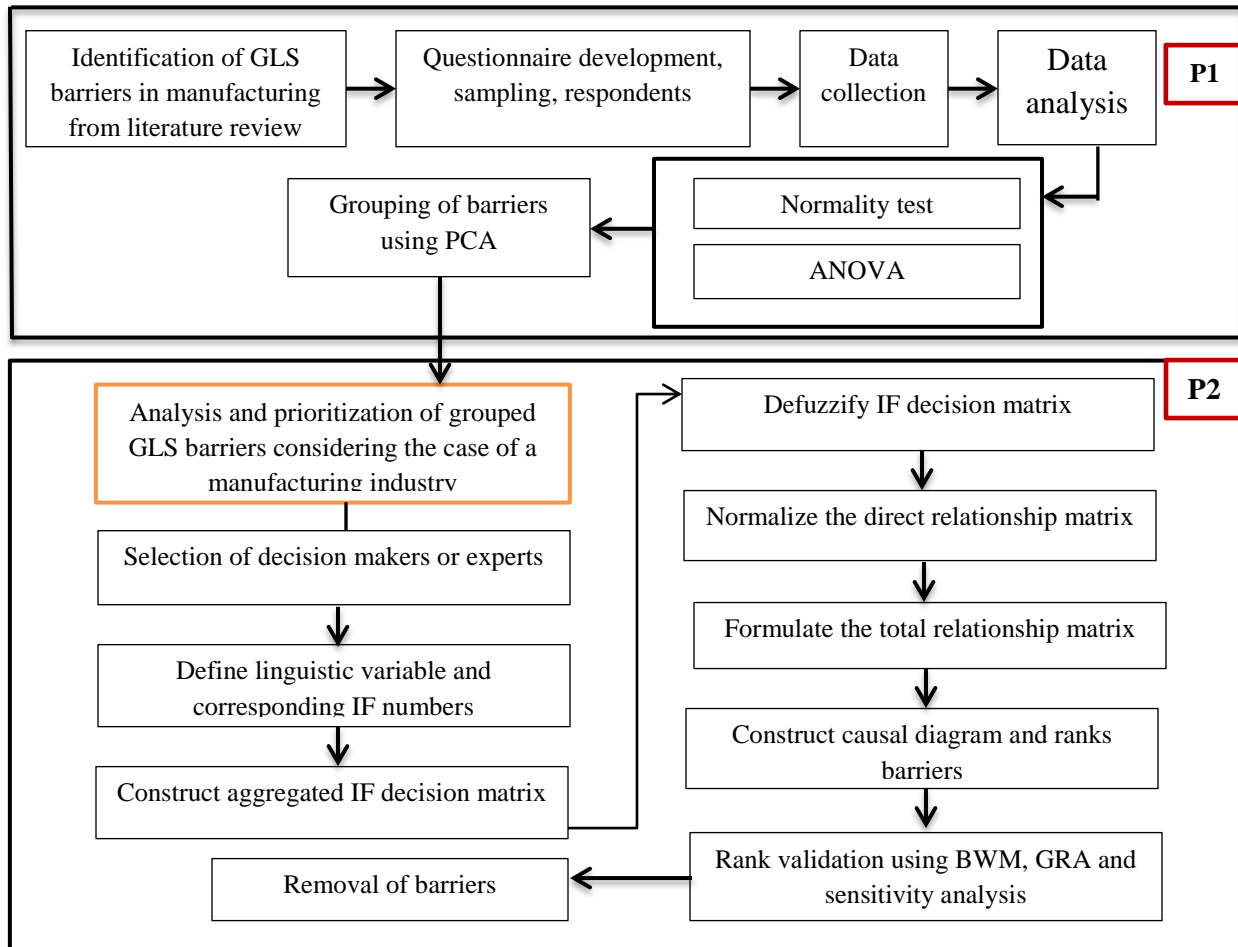 Identification of GLS
barriers in manufacturing
from literature review
Questionnaire development,
sampling, respondents
Data
collection
Data
analysis
P1
Normality test
ANOVA
Grouping of barriers
using PCA
P2
Analysis and prioritization of grouped
GLS barriers considering the case of a
manufacturing industry
Selection of decision makers or experts
Define linguistic variable and
corresponding IF numbers
Construct aggregated IF decision matrix
Defuzzify IF decision matrix
Normalize the direct relationship matrix
Formulate the total relationship matrix
Construct causal diagram and ranks
barriers
Rank validation using BWM, GRA and
sensitivity analysis
Removal of barriers